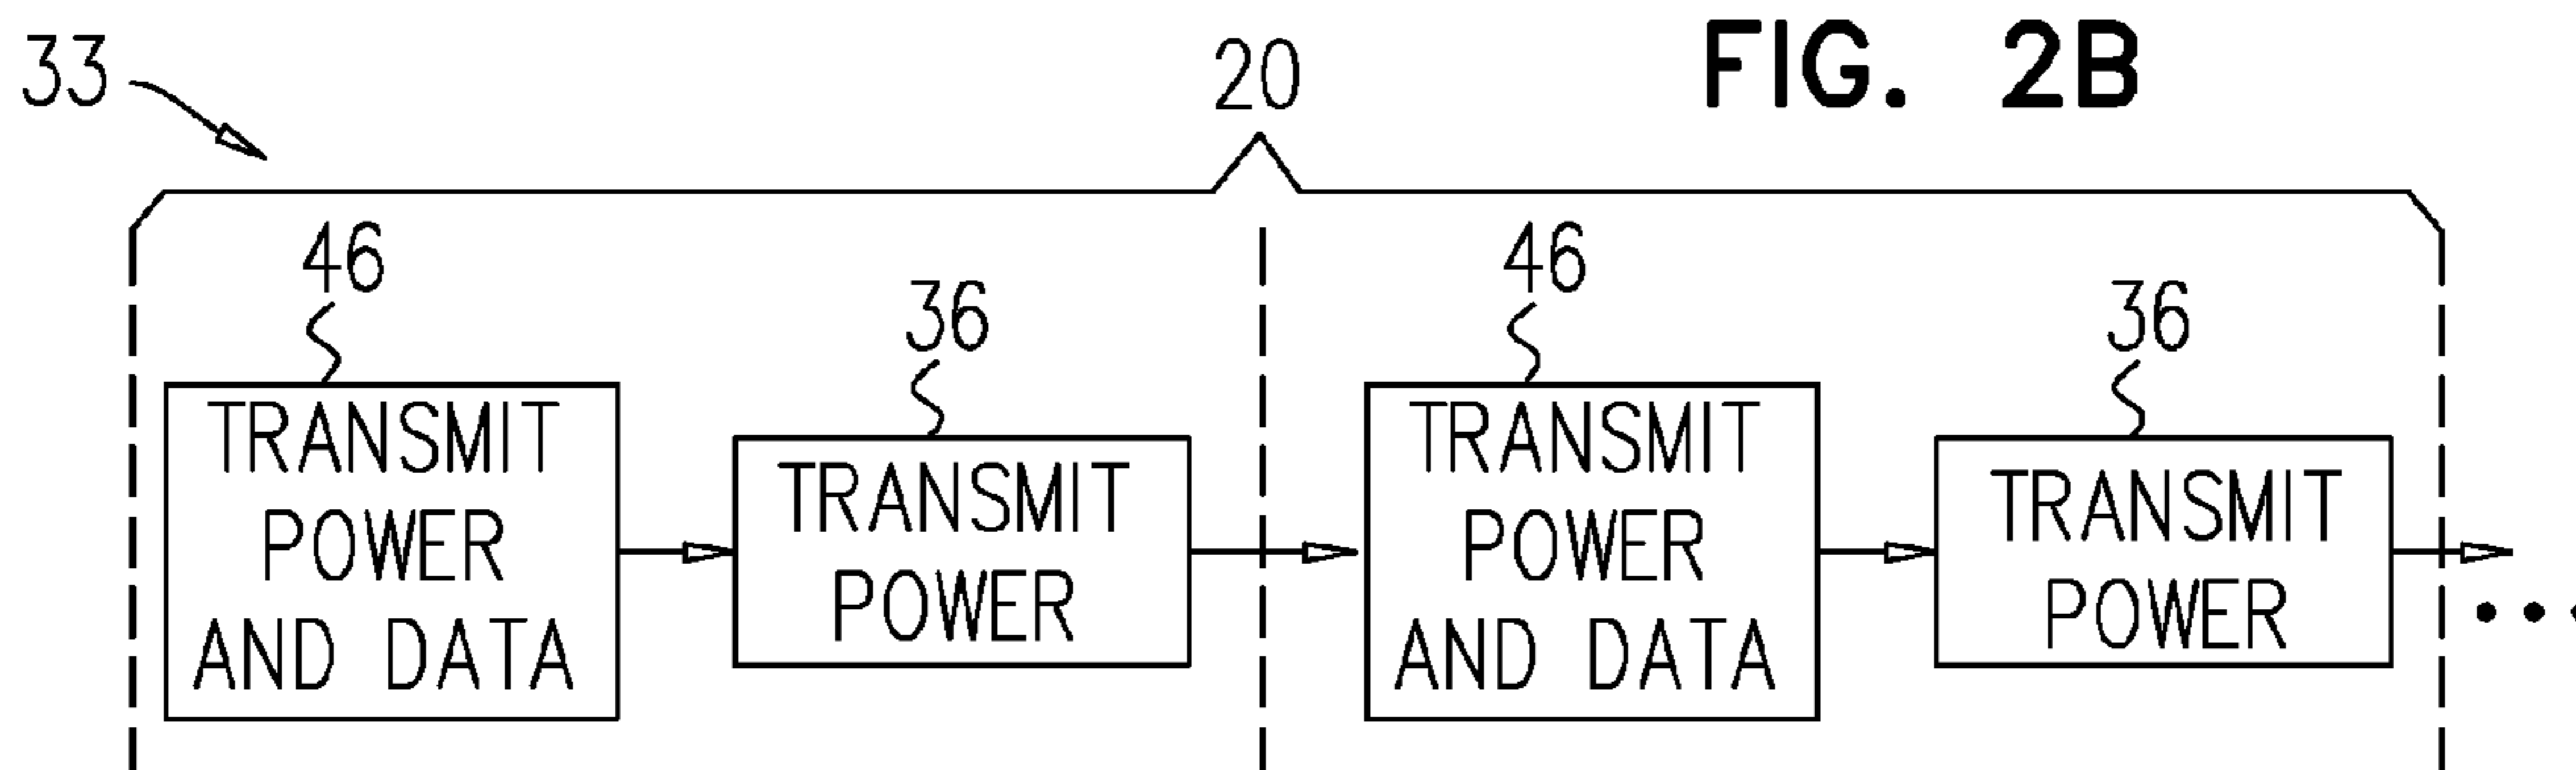 FIG. 2B
33
20
46
36
46
36
TRANSMIT
POWER
AND DATA
TRANSMIT
POWER
TRANSMIT
POWER
AND DATA
TRANSMIT
POWER